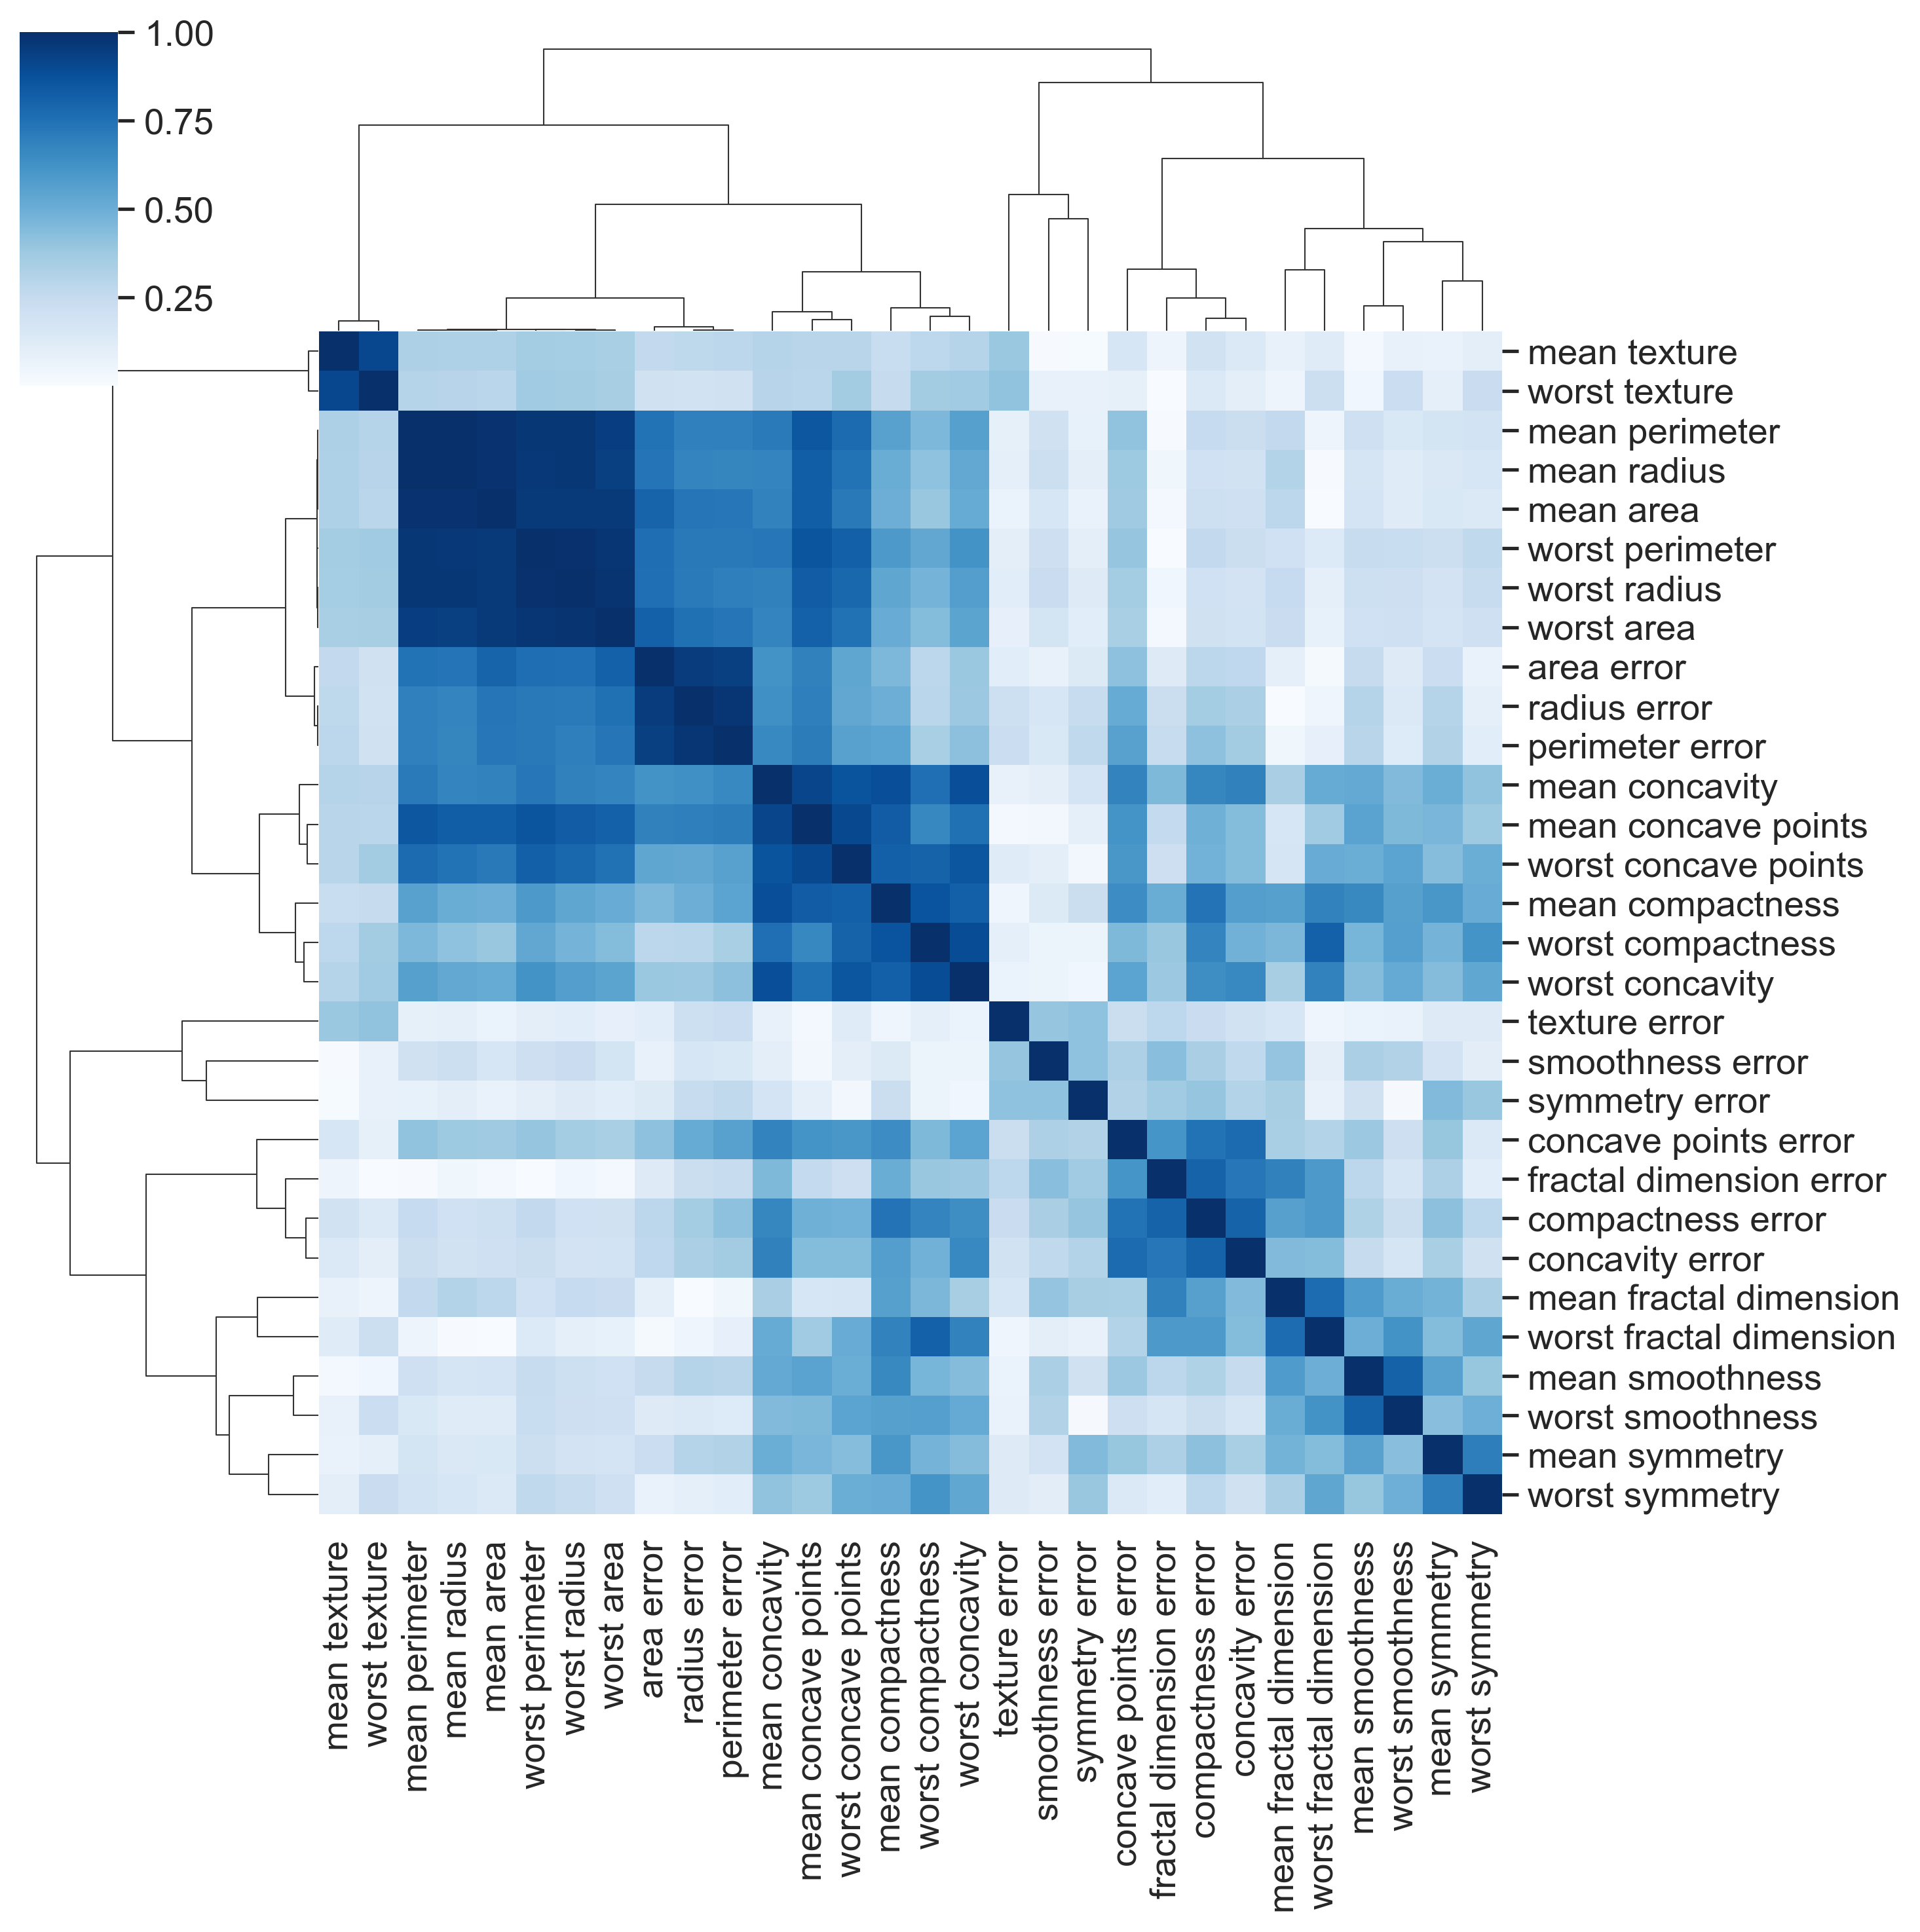 1.00
0.75
0.50
0.25
mean texture
worst texture
mean perimeter
mean radius
mean area
worst perimeter
worst radius
worst area
area error
radius error
perimeter error
mean concavity
mean concave points
worst concave points
mean compactness
worst compactness
worst concavity
texture error
smoothness error
symmetry error
concave points error
fractal dimension error
compactness error
concavity error
mean fractal dimension
worst fractal dimension
mean smoothness
worst smoothness
mean symmetry
worst symmetry
mean texture
worst texture
mean perimeter
mean radius
mean area
worst perimeter
worst radius
worst area
area error
radius error
perimeter error
mean concavity
mean concave points
worst concave points
mean compactness
worst compactness
worst concavity
texture error
smoothness error
symmetry error
concave points error
fractal dimension error
compactness error
concavity error
mean fractal dimension
worst fractal dimension
mean smoothness
worst smoothness
mean symmetry
worst symmetry